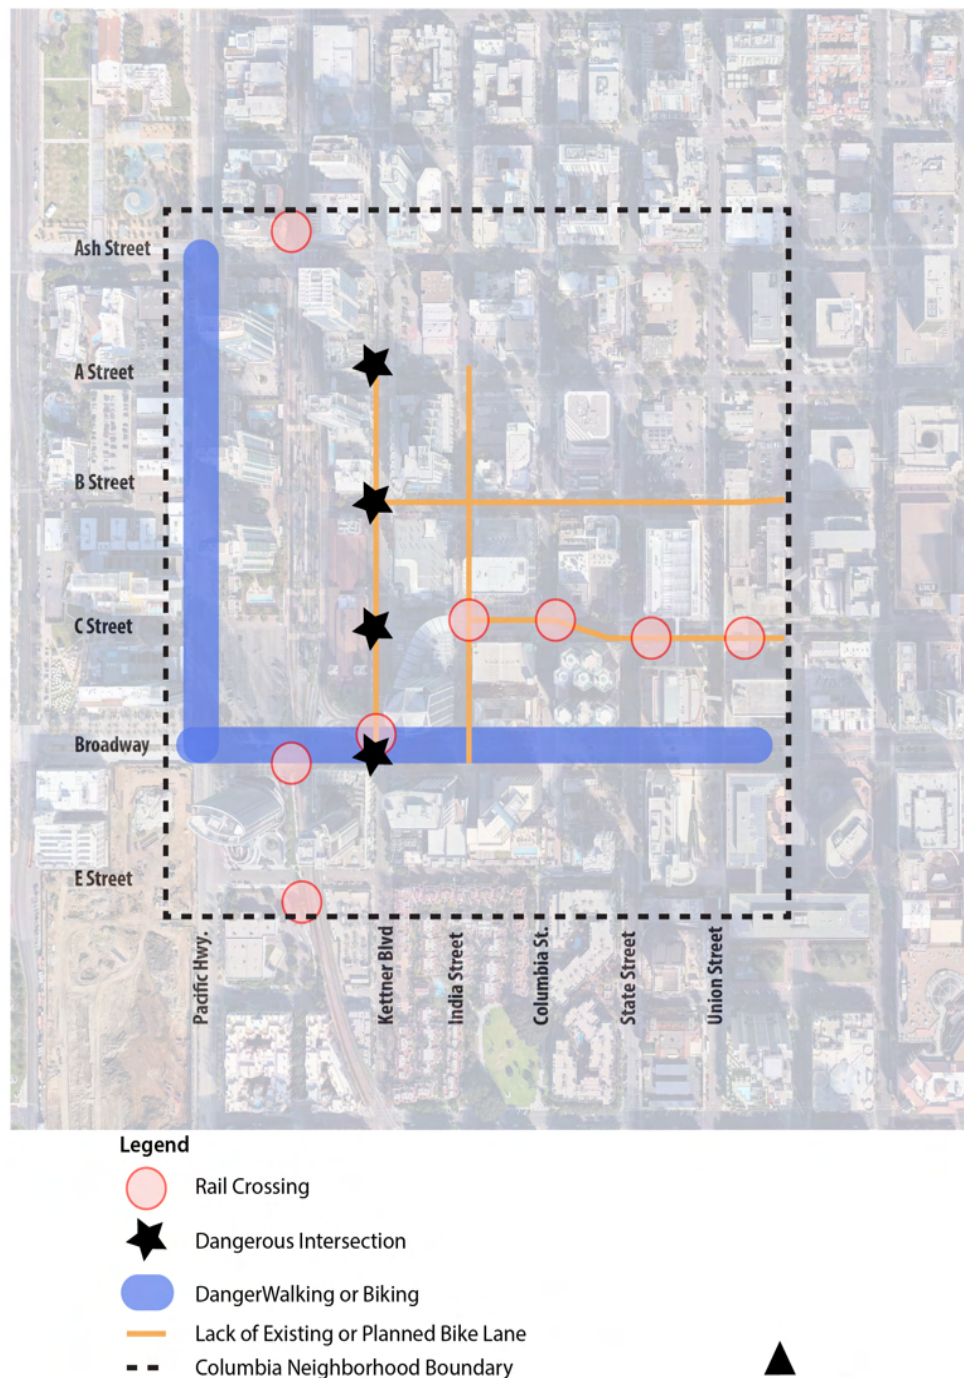 Ash Street
A Street
B Street
C Street
Broadway
E Street
Pacific Hwy.
Kettner Blvd
India Street
Columbia St.
State Street
Union Street
Legend
Rail Crossing
Dangerous Intersection
DangerWalking or Biking
Lack of Existing or Planned Bike Lane
Columbia Neighborhood Boundary